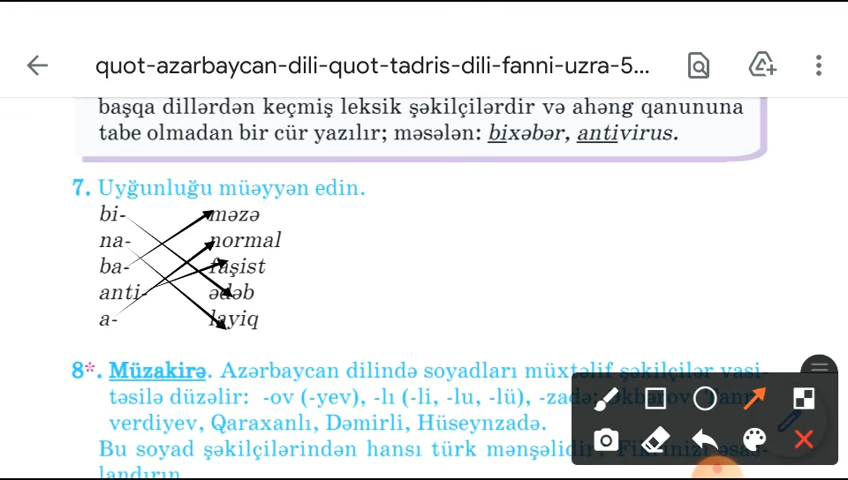 quot-azarbaycan-dili-quot-tadris-dili-fanni-uzra-5...
başqa dillərdən keçmiş leksik şəkilçilərdir və ahəng qanununa
tabe olmadan bir cür yazılır; məsələn: bixəbər, antivirus.
7. Uyğunluğu müəyyən edin.
bi- məzə
na- normal
ba- faşist
anti- ədəb
a- layiq
8*. Müzakirə. Azərbaycan dilində soyadları müxtəlif şəkilçilər vasi-
təsilə düzəlir: -ov (-yev), -lı (-li, -lu, -lü), -zadə:
verdiyev, Qaraxanlı, Dəmirli, Hüseynzadə.
Bu soyad şəkilçilərindən hansı türk mənşəlidir? Fikrinizi əsas-
landırın